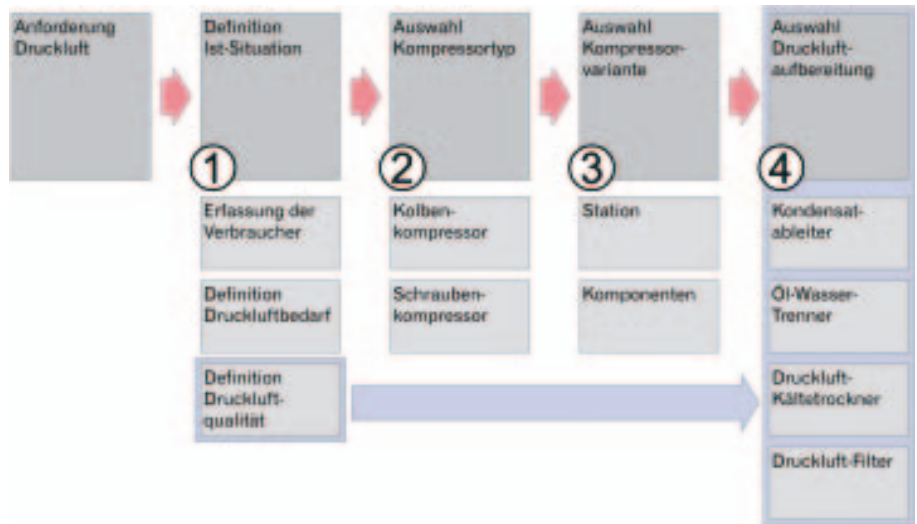 Anforderung
Druckluft
Definition
Ist-Situation
Auswahl
Kompressortyp
Auswahl
Kompressor-
variante
Auswahl
Druckluft-
aufbereitung
1
2
3
4
Erfassung der
Verbraucher
Definition
Druckluftbedarf
Definition
Druckluft-
qualität
Kolben-
kompressor
Schrauben-
kompressor
Station
Komponenten
Kondensat-
ableiter
Öl-Wasser-
Trenner
Druckluft-
Kältetrockner
Druckluft-Filter